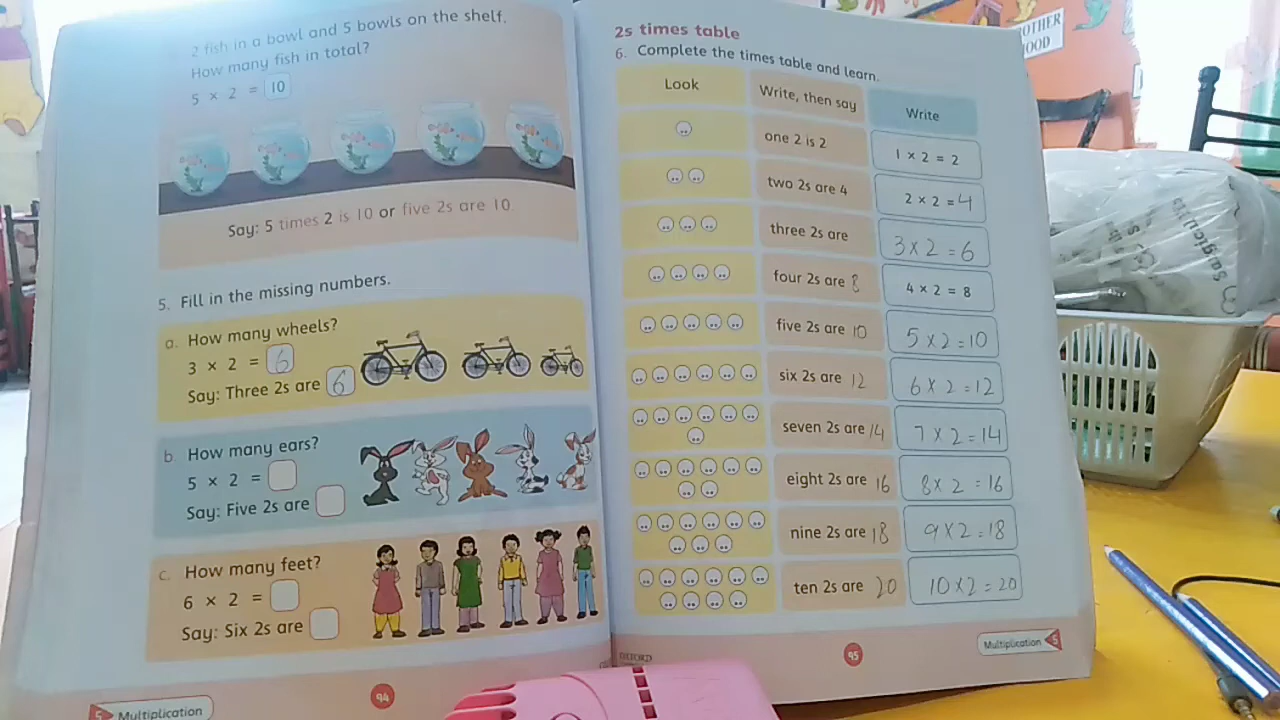 2 fish in a bowl and 5 bowls on the shelf.
How many fish in total?
5 × 2 = 10
Say: 5 times 2 is 10 or five 2s are 10.
5. Fill in the missing numbers.
a. How many wheels?
3 × 2 = 6
Say: Three 2s are 6
b. How many ears?
5 × 2 =
Say: Five 2s are
c. How many feet?
6 × 2 =
Say: Six 2s are
5 Multiplication
94
2s times table
6. Complete the times table and learn.
Look Write, then say Write
one 2 is 2 1 × 2 = 2
two 2s are 4 2 × 2 = 4
three 2s are 3 × 2 = 6
four 2s are 8 4 × 2 = 8
five 2s are 10 5 × 2 = 10
six 2s are 12 6 × 2 = 12
seven 2s are 14 7 × 2 = 14
eight 2s are 16 8 × 2 = 16
nine 2s are 18 9 × 2 = 18
ten 2s are 20 10 × 2 = 20
OXFORD
95
Multiplication 5